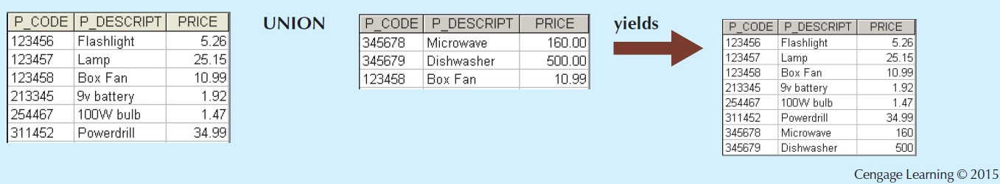 P_CODE P_DESCRIPT PRICE
123456 Flashlight 5.26
123457 Lamp 25.15
123458 Box Fan 10.99
213345 9v battery 1.92
254467 100W bulb 1.47
311452 Powerdrill 34.99
UNION
P_CODE P_DESCRIPT PRICE
345678 Microwave 160.00
345679 Dishwasher 500.00
123458 Box Fan 10.99
yields
P_CODE P_DESCRIPT PRICE
123456 Flashlight 5.26
123457 Lamp 25.15
123458 Box Fan 10.99
213345 9v battery 1.92
254467 100W bulb 1.47
311452 Powerdrill 34.99
345678 Microwave 160
345679 Dishwasher 500
Cengage Learning © 2015